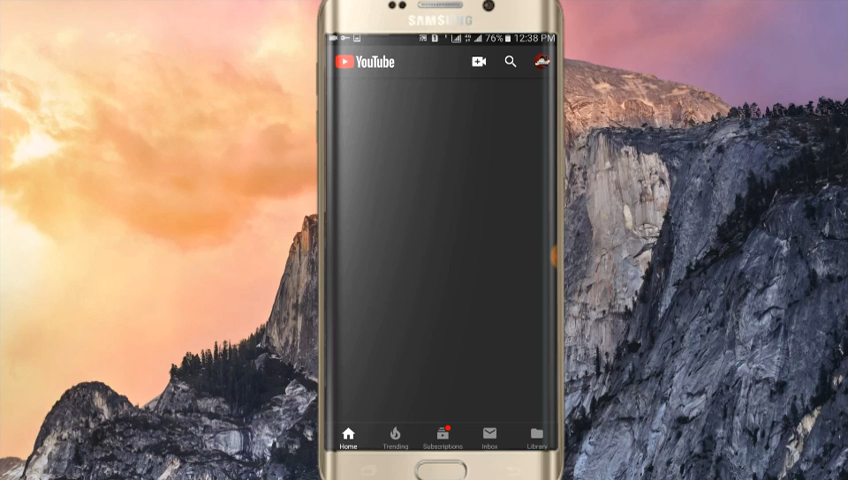 SAMSUNG
76% 12:38 PM
YouTube
Home Trending Subscriptions Inbox Library